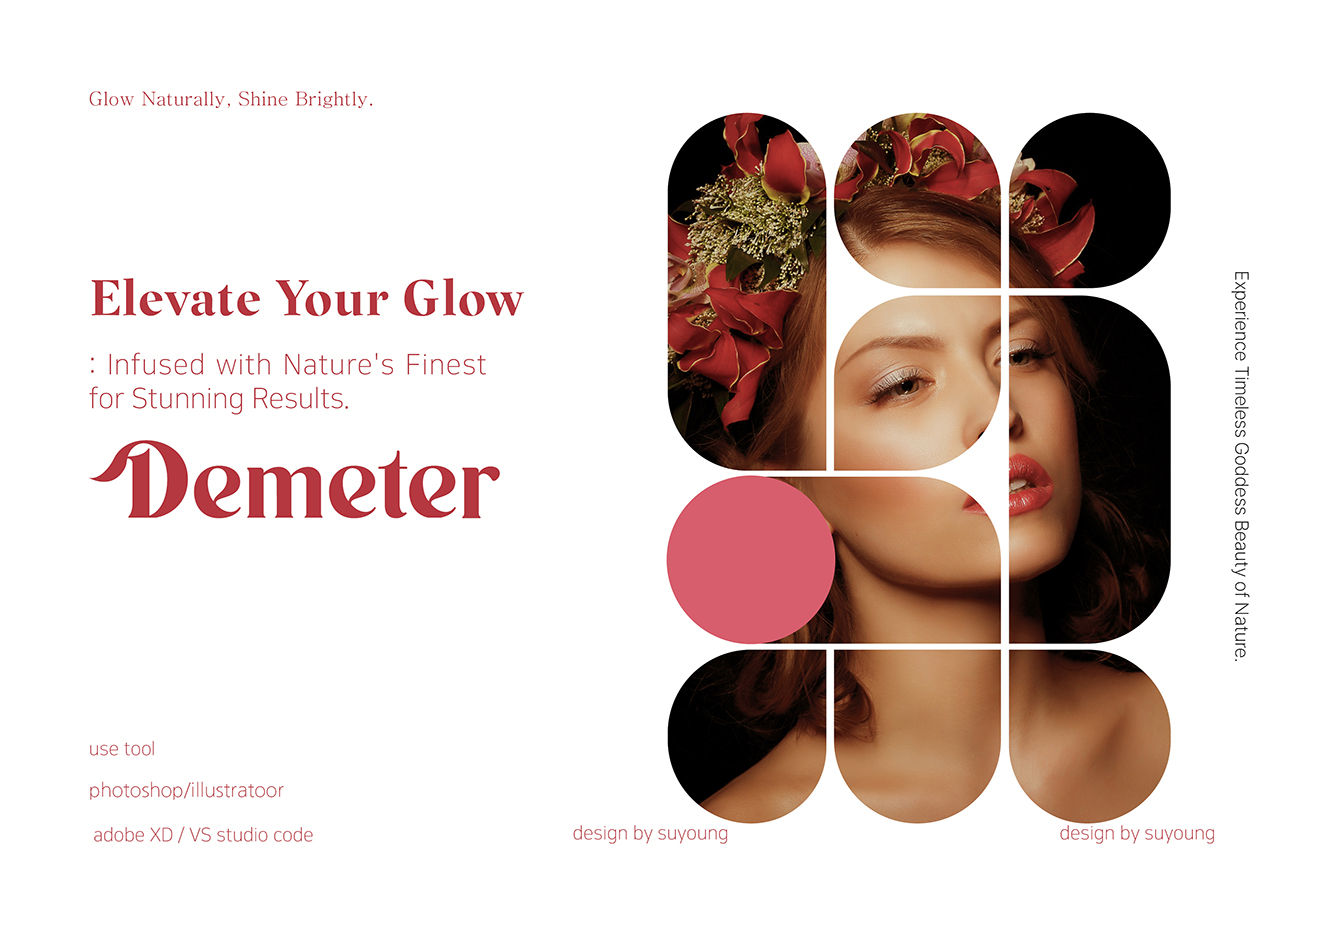 Glow Naturally, Shine Brightly.
Elevate Your Glow
: Infused with Nature's Finest
for Stunning Results.
Demeter
use tool
photoshop/illustratoor
adobe XD / VS studio code
design by suyoung
design by suyoung
Experience Timeless Goddess Beauty of Nature.